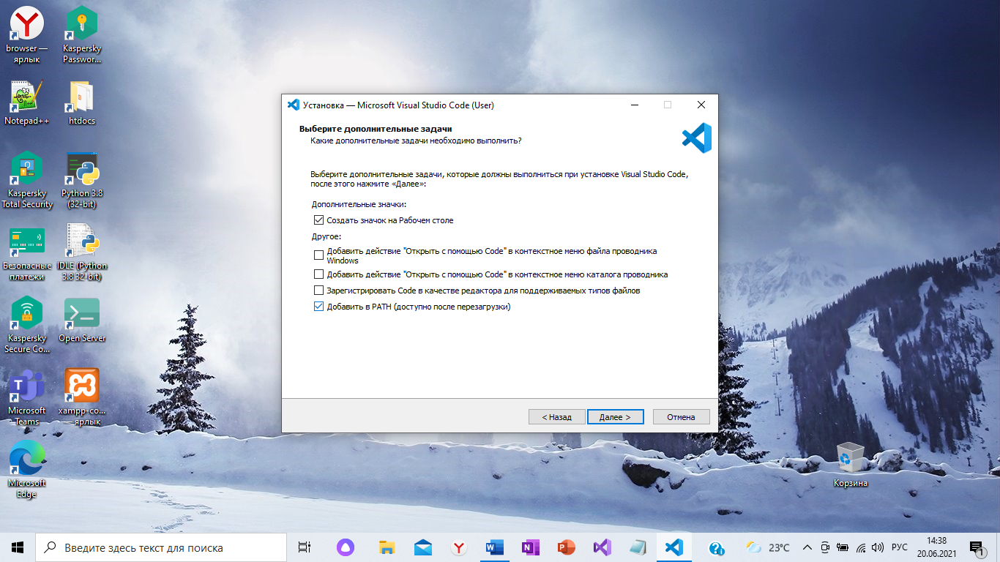 browser —
ярлык
Kaspersky
Passwor...
Notepad++
htdocs
Kaspersky
Total Security
Python 3.8
(32-bit)
Безопасные
платежи
IDLE (Python
3.8 32-bit)
Kaspersky
Secure Co...
Open Server
Microsoft
Teams
xampp-co...
— ярлык
Microsoft
Edge
Установка — Microsoft Visual Studio Code (User)
Выберите дополнительные задачи
Какие дополнительные задачи необходимо выполнить?
Выберите дополнительные задачи, которые должны выполниться при установке Visual Studio Code,
после этого нажмите «Далее»:
Дополнительные значки:
Создать значок на Рабочем столе
Другое:
Добавить действие "Открыть с помощью Code" в контекстное меню файла проводника
Windows
Добавить действие "Открыть с помощью Code" в контекстное меню каталога проводника
Зарегистрировать Code в качестве редактора для поддерживаемых типов файлов
Добавить в PATH (доступно после перезагрузки)
< Назад
Далее >
Отмена
Корзина
Введите здесь текст для поиска
23°C
РУС
14:38
20.06.2021
1